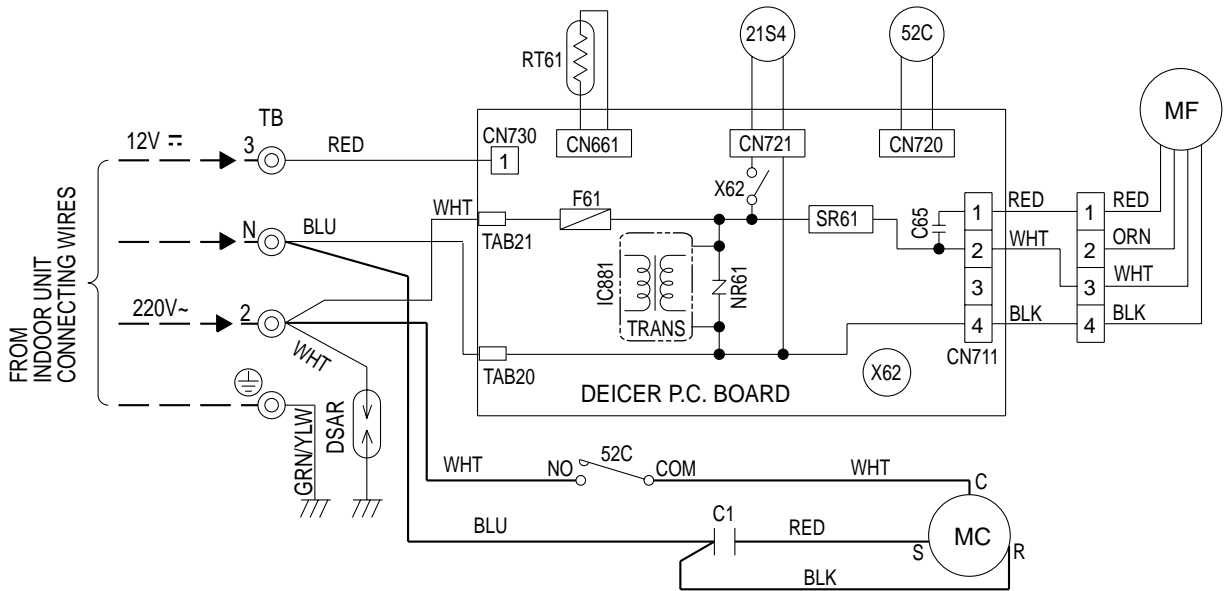 21S4
52C
RT61
MF
TB
12V
3
RED
CN730
1
CN661
CN721
CN720
X62
WHT
F61
N
BLU
TAB21
SR61
C65
1
2
3
4
RED
WHT
BLK
1
2
3
4
RED
ORN
WHT
BLK
CN711
IC881
TRANS
NR61
220V~
2
WHT
TAB20
X62
DEICER P.C. BOARD
FROM
INDOOR UNIT
CONNECTING WIRES
GRN/YLW
DSAR
WHT
NO
52C
COM
WHT
C
BLU
C1
RED
S
MC
R
BLK